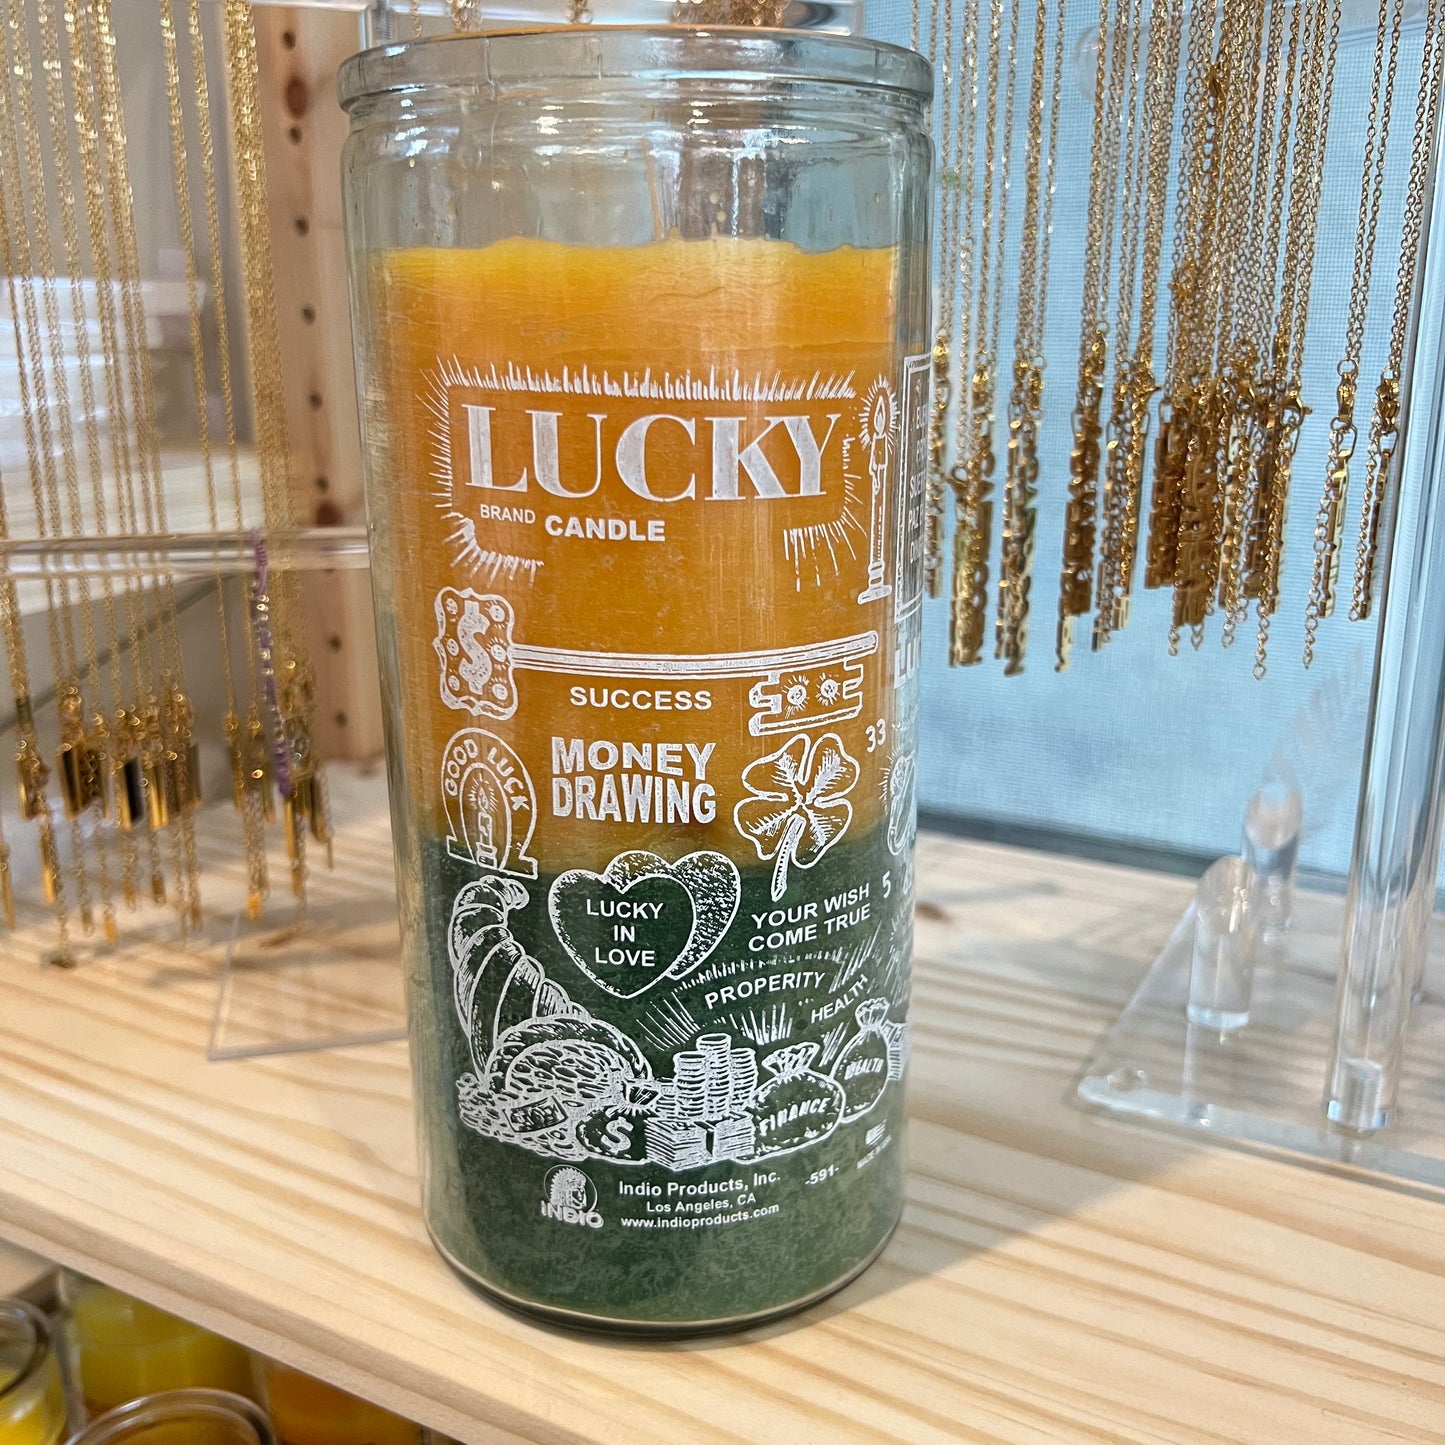 LUCKY
BRAND CANDLE
$
SUCCESS
GOOD LUCK
MONEY
DRAWING
33
LUCKY
IN
LOVE
YOUR WISH
COME TRUE
5
PROPERITY
HEALTH
WEALTH
FINANCE
$
INDIO
Indio Products, Inc.
Los Angeles, CA
www.indioproducts.com
-591-